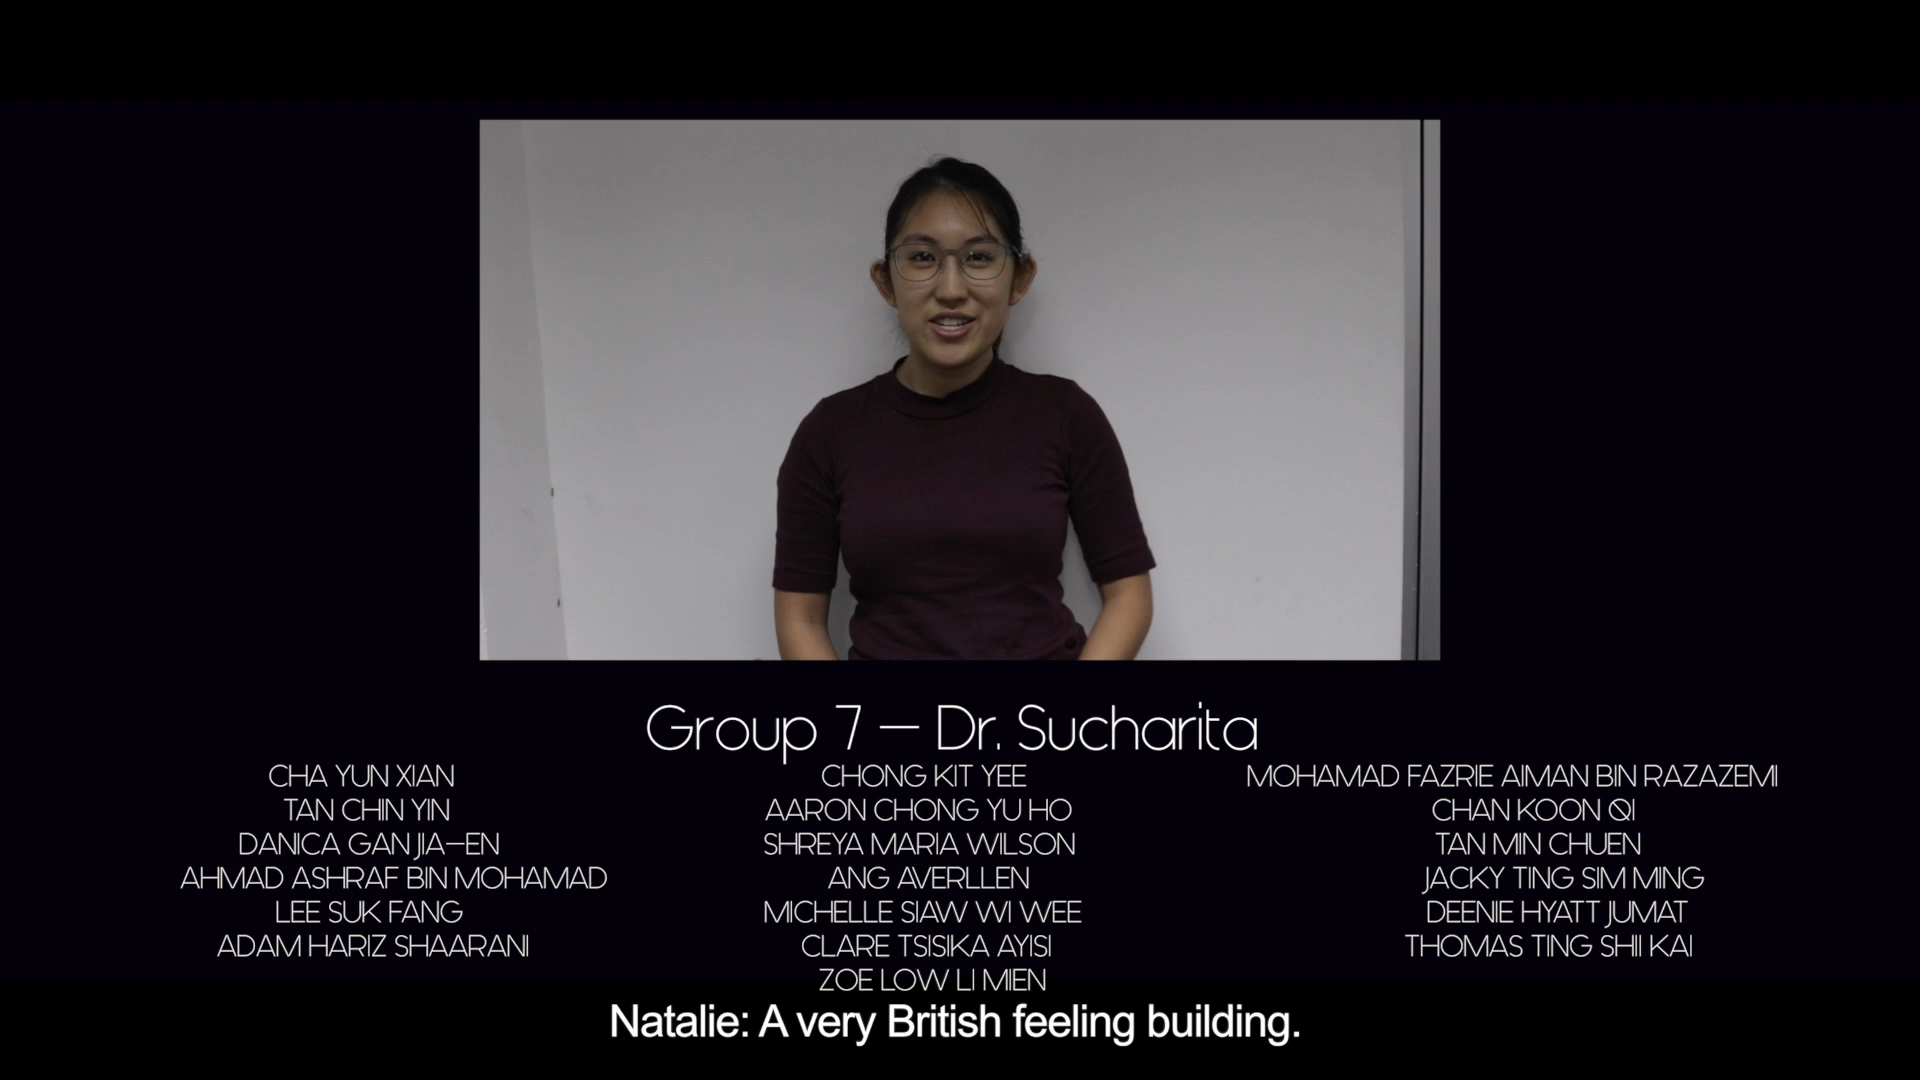 Group 7 – Dr. Sucharita
CHA YUN XIAN
TAN CHIN YIN
DANICA GAN JIA-EN
AHMAD ASHRAF BIN MOHAMAD
LEE SUK FANG
ADAM HARIZ SHAARANI
CHONG KIT YEE
AARON CHONG YU HO
SHREYA MARIA WILSON
ANG AVERLLEN
MICHELLE SIAW WI WEE
CLARE TSISIKA AYISI
ZOE LOW LI MIEN
MOHAMAD FAZRIE AIMAN BIN RAZAZEMI
CHAN KOON QI
TAN MIN CHUEN
JACKY TING SIM MING
DEENIE HYATT JUMAT
THOMAS TING SHII KAI
Natalie: A very British feeling building.